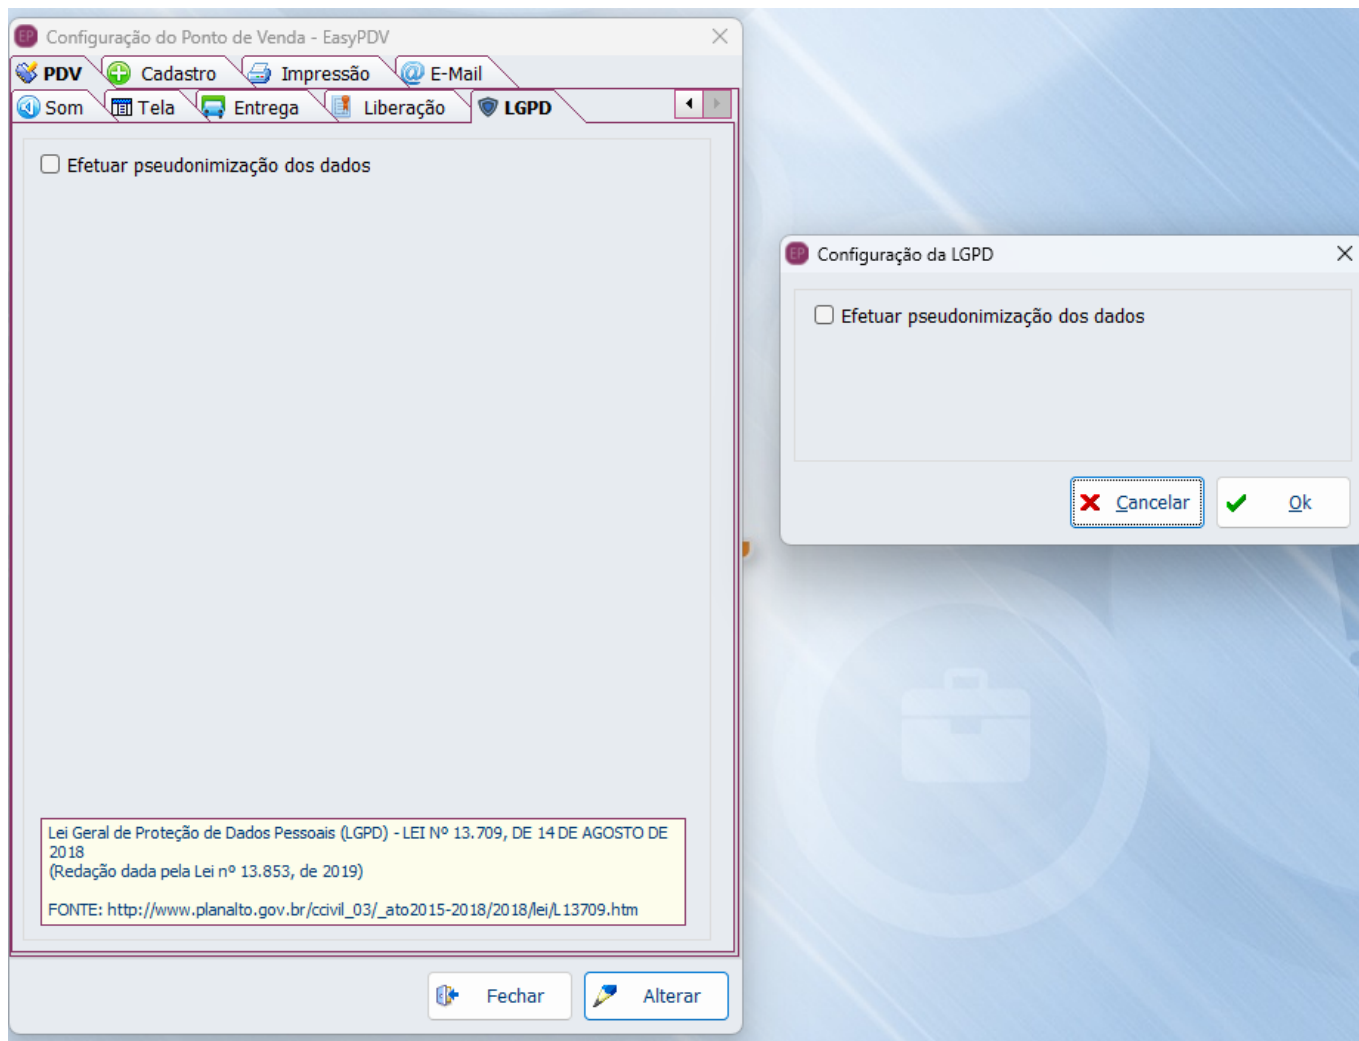 EP Configuração do Ponto de Venda - EasyPDV
PDV Cadastro Impressão E-Mail
Som Tela Entrega Liberação LGPD
Efetuar pseudonimização dos dados
Lei Geral de Proteção de Dados Pessoais (LGPD) - LEI Nº 13.709, DE 14 DE AGOSTO DE
2018
(Redação dada pela Lei nº 13.853, de 2019)
FONTE: http://www.planalto.gov.br/ccivil_03/_ato2015-2018/2018/lei/L13709.htm
Fechar Alterar
EP Configuração da LGPD
Efetuar pseudonimização dos dados
Cancelar Ok